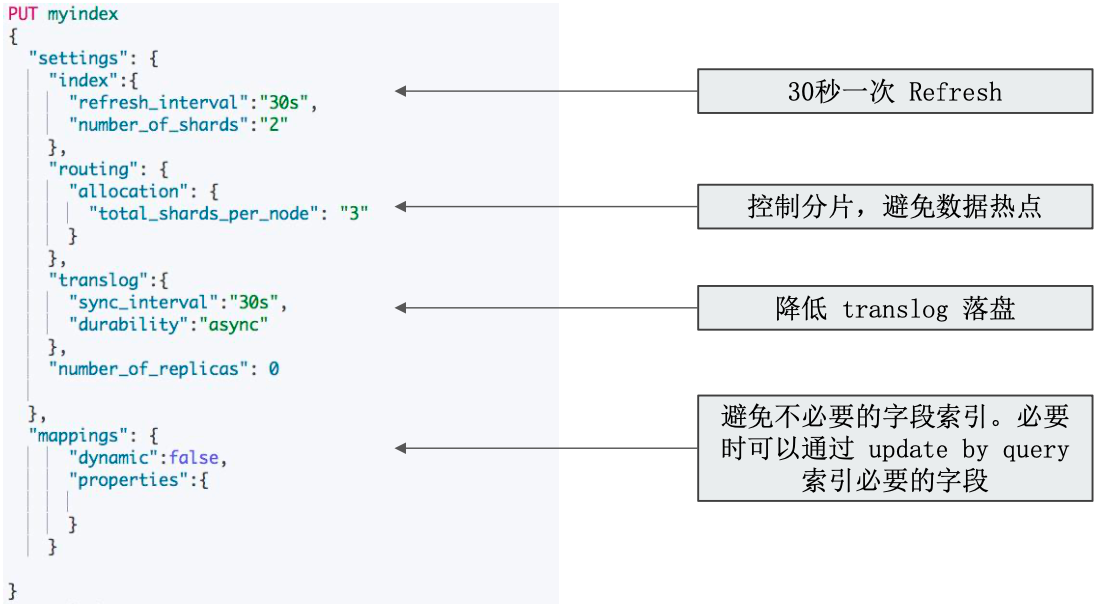 PUT myindex
{
"settings": {
"index":{
"refresh_interval":"30s",
"number_of_shards":"2"
},
"routing": {
"allocation": {
"total_shards_per_node": "3"
}
},
"translog":{
"sync_interval":"30s",
"durability":"async"
},
"number_of_replicas": 0
},
"mappings": {
"dynamic":false,
"properties":{
}
}
}
30秒一次 Refresh
控制分片，避免数据热点
降低 translog 落盘
避免不必要的字段索引。必要
时可以通过 update by query
索引必要的字段